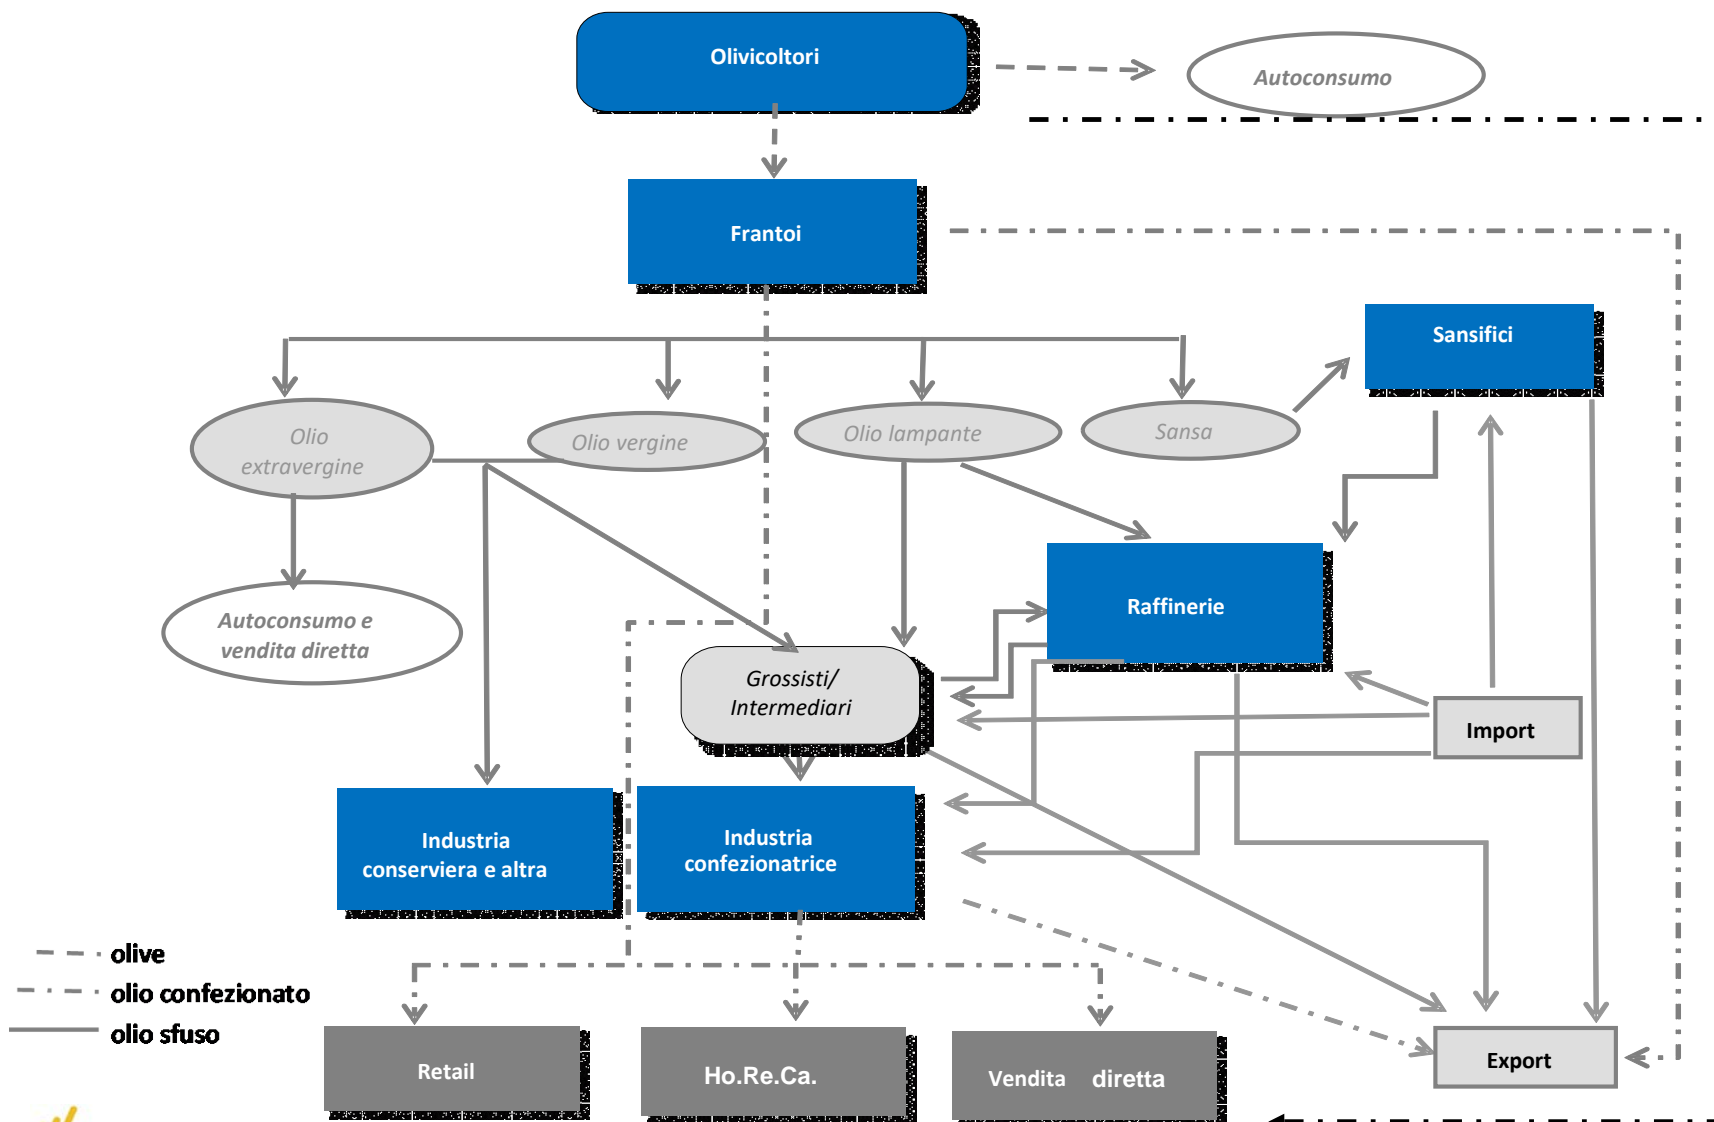 Olivicoltori
Autoconsumo
Frantoi
Sansifici
Olio
extravergine
Olio vergine
Olio lampante
Sansa
Autoconsumo e
vendita diretta
Raffinerie
Grossisti/
Intermediari
Import
Industria
conserviera e altra
Industria
confezionatrice
olive
olio confezionato
olio sfuso
Retail
Ho.Re.Ca.
Vendita diretta
Export